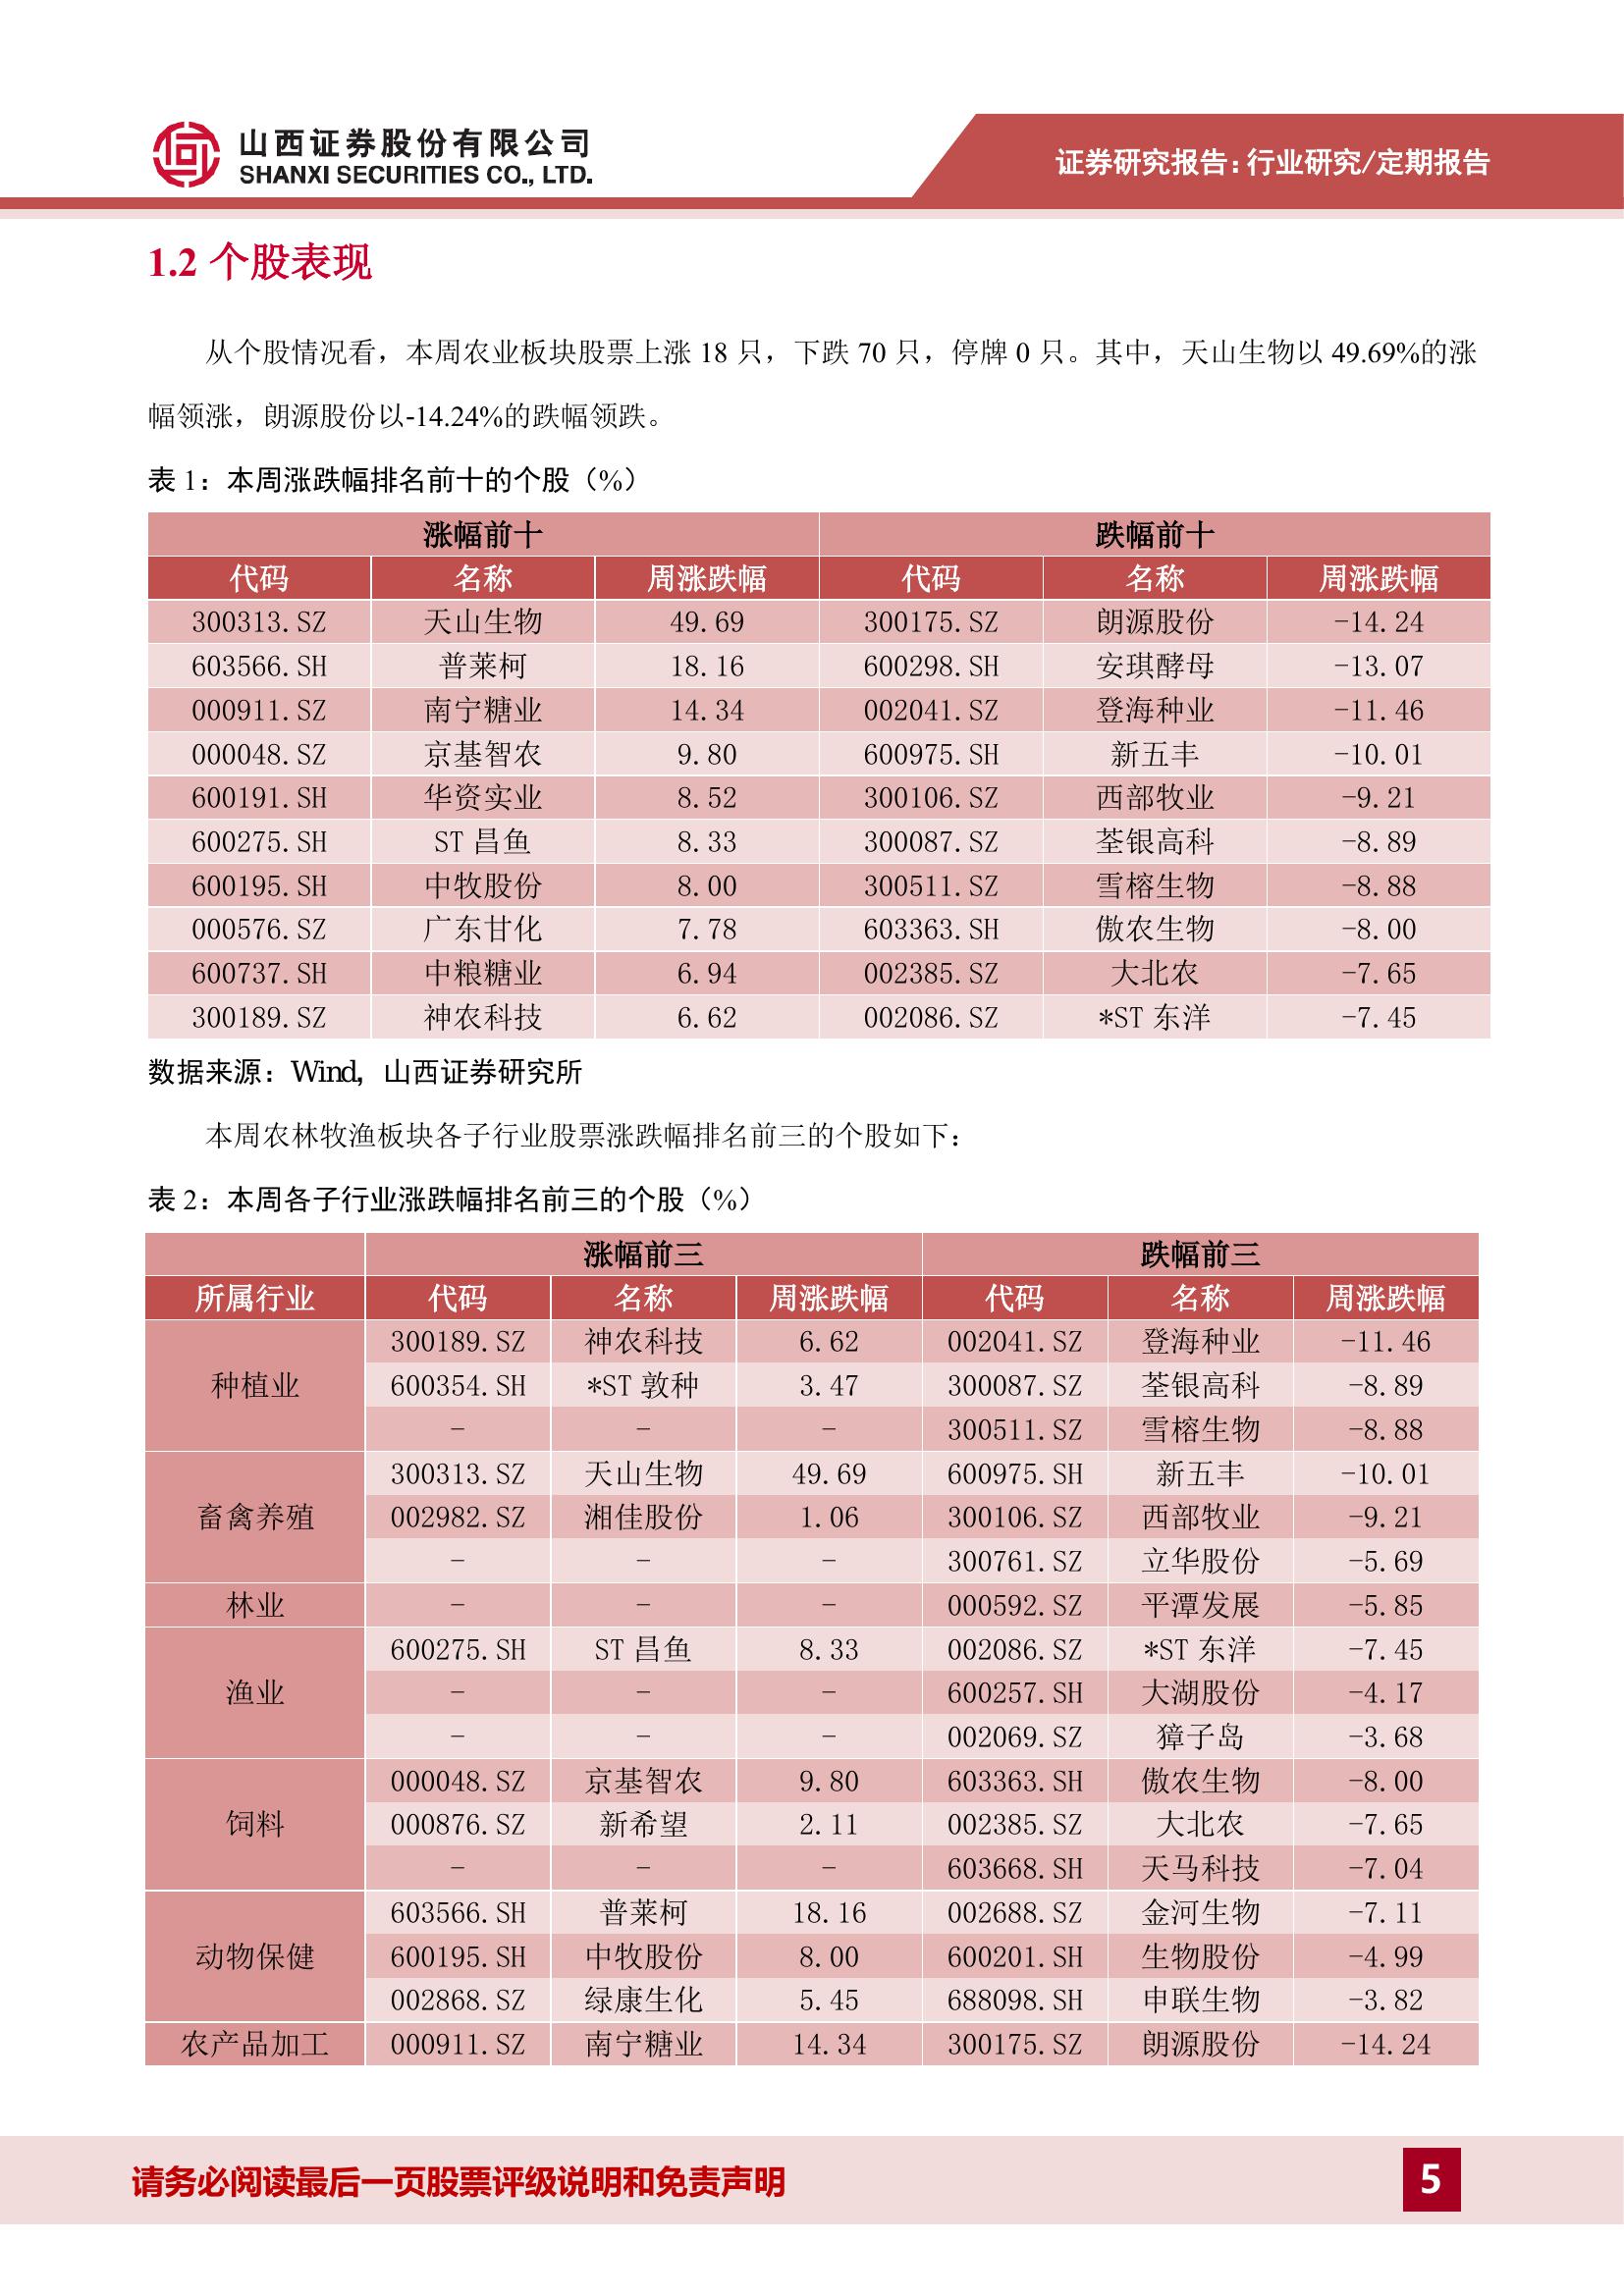 山西证券股份有限公司
SHANXI SECURITIES CO., LTD.
证券研究报告：行业研究/定期报告
1.2 个股表现
从个股情况看，本周农业板块股票上涨 18 只，下跌 70 只，停牌 0 只。其中，天山生物以 49.69%的涨
幅领涨，朗源股份以-14.24%的跌幅领跌。
表 1：本周涨跌幅排名前十的个股（%）
涨幅前十 跌幅前十
代码 名称 周涨跌幅 代码 名称 周涨跌幅
300313.SZ 天山生物 49.69 300175.SZ 朗源股份 -14.24
603566.SH 普莱柯 18.16 600298.SH 安琪酵母 -13.07
000911.SZ 南宁糖业 14.34 002041.SZ 登海种业 -11.46
000048.SZ 京基智农 9.80 600975.SH 新五丰 -10.01
600191.SH 华资实业 8.52 300106.SZ 西部牧业 -9.21
600275.SH ST 昌鱼 8.33 300087.SZ 荃银高科 -8.89
600195.SH 中牧股份 8.00 300511.SZ 雪榕生物 -8.88
000576.SZ 广东甘化 7.78 603363.SH 傲农生物 -8.00
600737.SH 中粮糖业 6.94 002385.SZ 大北农 -7.65
300189.SZ 神农科技 6.62 002086.SZ *ST 东洋 -7.45
数据来源：Wind，山西证券研究所
本周农林牧渔板块各子行业股票涨跌幅排名前三的个股如下：
表 2：本周各子行业涨跌幅排名前三的个股（%）
涨幅前三 跌幅前三
所属行业 代码 名称 周涨跌幅 代码 名称 周涨跌幅
300189.SZ 神农科技 6.62 002041.SZ 登海种业 -11.46
种植业 600354.SH *ST 敦种 3.47 300087.SZ 荃银高科 -8.89
- - - 300511.SZ 雪榕生物 -8.88
300313.SZ 天山生物 49.69 600975.SH 新五丰 -10.01
畜禽养殖 002982.SZ 湘佳股份 1.06 300106.SZ 西部牧业 -9.21
- - - 300761.SZ 立华股份 -5.69
林业 - - - 000592.SZ 平潭发展 -5.85
600275.SH ST 昌鱼 8.33 002086.SZ *ST 东洋 -7.45
渔业 - - - 600257.SH 大湖股份 -4.17
- - - 002069.SZ 獐子岛 -3.68
000048.SZ 京基智农 9.80 603363.SH 傲农生物 -8.00
饲料 000876.SZ 新希望 2.11 002385.SZ 大北农 -7.65
- - - 603668.SH 天马科技 -7.04
603566.SH 普莱柯 18.16 002688.SZ 金河生物 -7.11
动物保健 600195.SH 中牧股份 8.00 600201.SH 生物股份 -4.99
002868.SZ 绿康生化 5.45 688098.SH 申联生物 -3.82
农产品加工 000911.SZ 南宁糖业 14.34 300175.SZ 朗源股份 -14.24
请务必阅读最后一页股票评级说明和免责声明
5